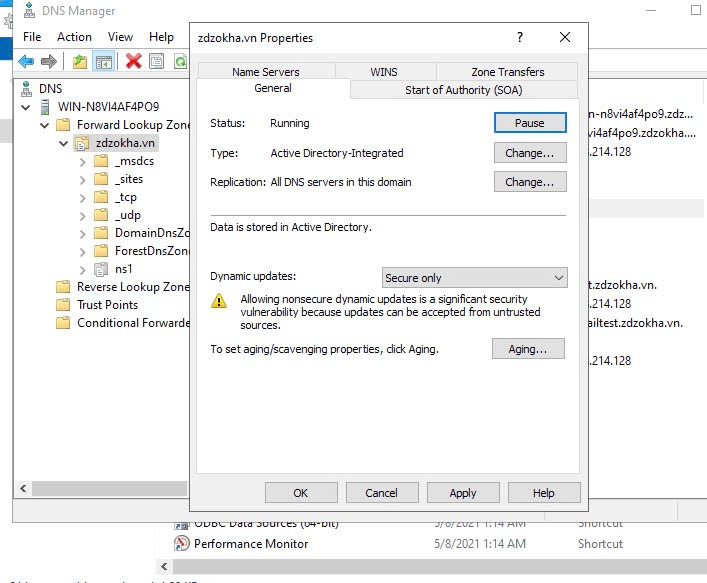 DNS Manager
File Action View Help
DNS
WIN-N8VI4AF4PO9
Forward Lookup Zone
zdzokha.vn
_msdcs
_sites
_tcp
_udp
DomainDnsZo
ForestDnsZon
ns1
Reverse Lookup Zone
Trust Points
Conditional Forwarde
zdzokha.vn Properties
?
Name Servers WINS Zone Transfers
General Start of Authority (SOA)
Status: Running Pause
Type: Active Directory-Integrated Change...
Replication: All DNS servers in this domain Change...
Data is stored in Active Directory.
Dynamic updates: Secure only
Allowing nonsecure dynamic updates is a significant security
vulnerability because updates can be accepted from untrusted
sources.
To set aging/scavenging properties, click Aging. Aging...
OK Cancel Apply Help
n-n8vi4af4po9.zdz...
vi4af4po9.zdzokha....
.214.128
t.zdzokha.vn.
.214.128
ailtest.zdzokha.vn.
.214.128
ODBC Data Sources (64-bit) 5/8/2021 1:14 AM Shortcut
Performance Monitor 5/8/2021 1:14 AM Shortcut